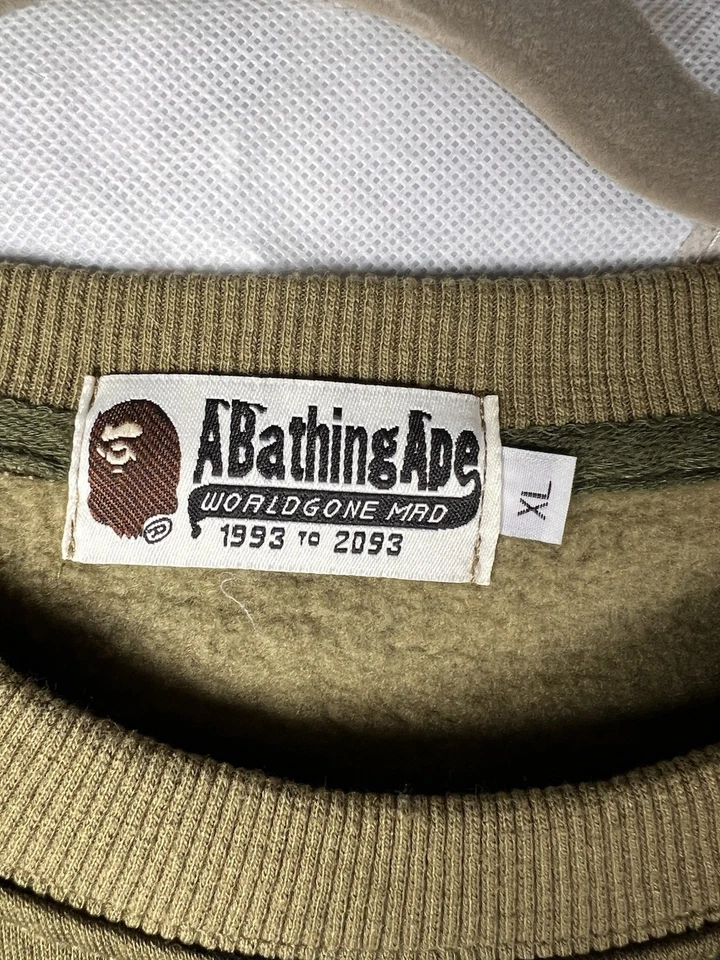 ABathingApe
WORLDGONE MAD
1993 TO 2093
®
XL